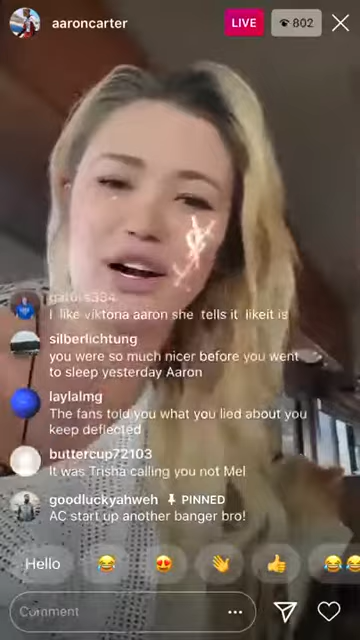 aaroncarter
LIVE
802
gators334
I like viktoria aaron she tells it likeit is
silberlichtung
you were so much nicer before you went
to sleep yesterday Aaron
laylalmg
The fans told you what you lied about you
keep deflected
buttercup72103
It was Trisha calling you not Mel
goodluckyahweh PINNED
AC start up another banger bro!
Hello
Comment